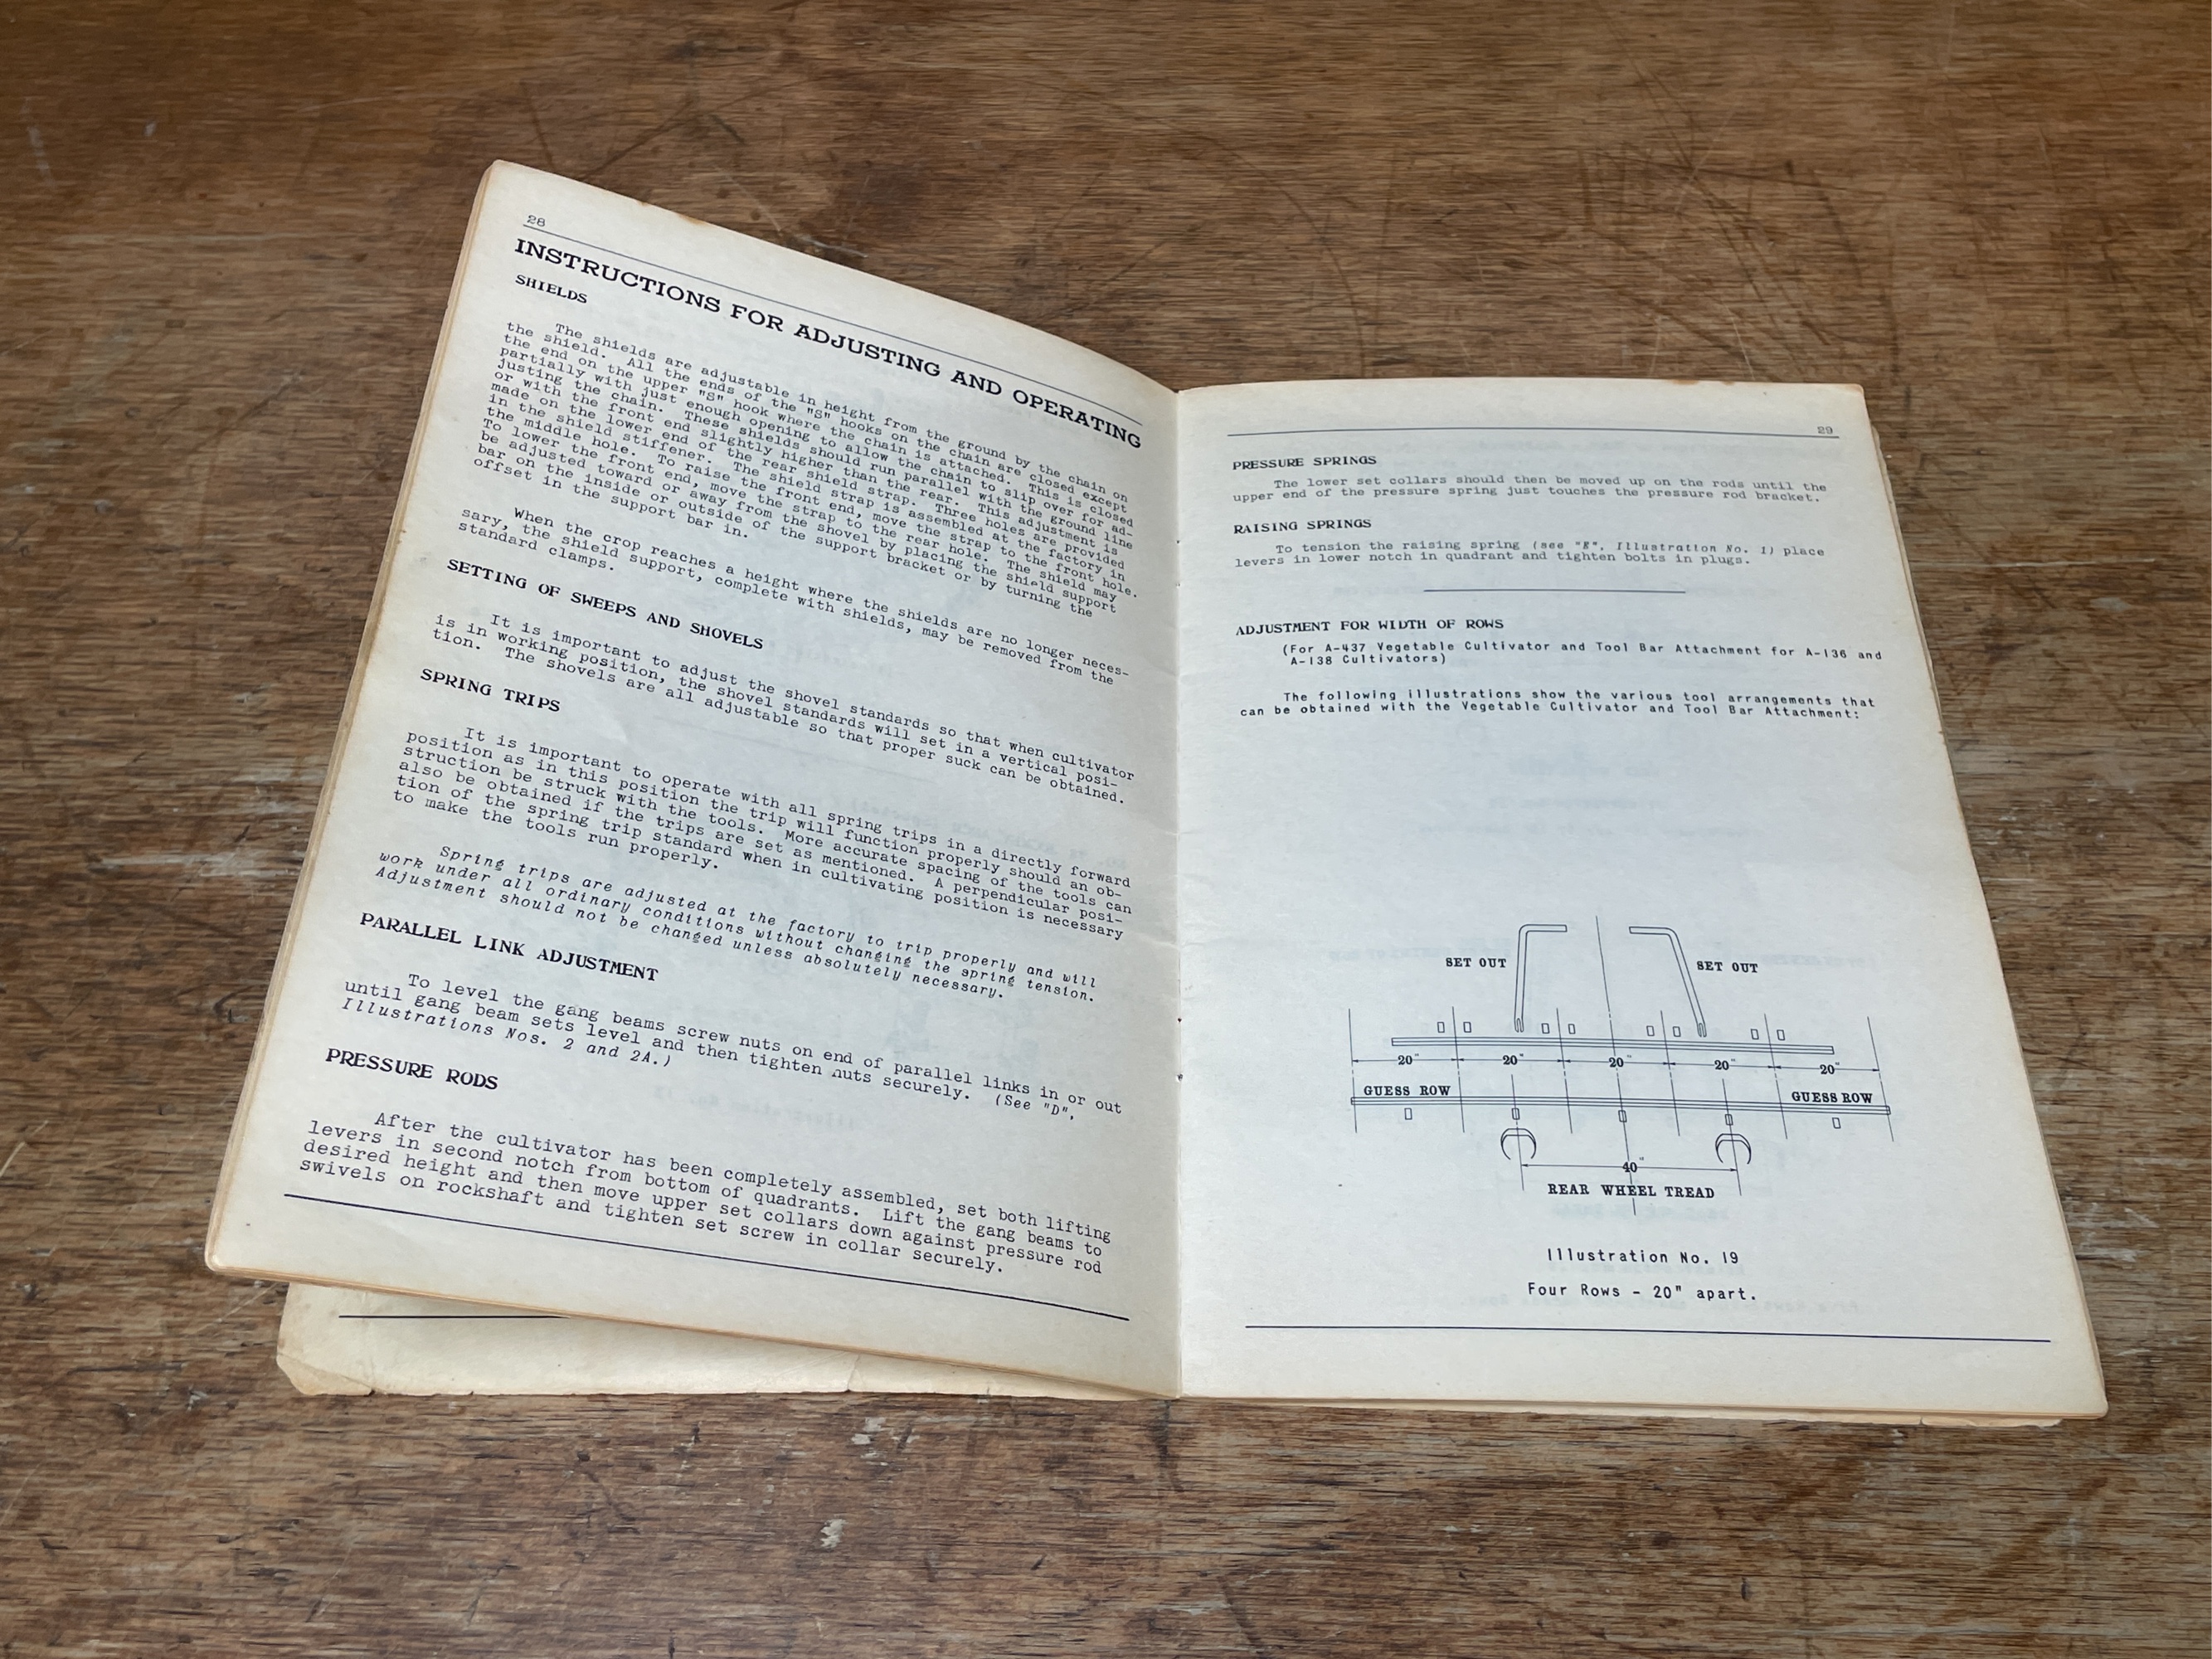 28
INSTRUCTIONS FOR ADJUSTING AND OPERATING
SHIELDS
The shields are adjustable in height from the ground by the chain on
the shield. All the ends of the "S" hooks on the chain are closed except
the end on the upper "S" hook where the chain is attached. This is closed
partially with just enough opening to allow the chain to slip over for ad-
justing the chain. These shields should run parallel with the ground line
or with the front end slightly higher than the rear. This adjustment is
made on the lower end of the rear shield strap. Three holes are provided
in the shield stiffener. The shield strap is assembled at the factory in
the middle hole. To raise the front end, move the strap to the front hole.
To lower the front end, move the strap to the rear hole. The shield may
be adjusted toward or away from the shovel by placing the shield support
bar on the inside or outside of the support bracket or by turning the
offset in the support bar in.
When the crop reaches a height where the shields are no longer neces-
sary, the shield support, complete with shields, may be removed from the
standard clamps.
SETTING OF SWEEPS AND SHOVELS
It is important to adjust the shovel standards so that when cultivator
is in working position, the shovel standards will set in a vertical posi-
tion. The shovels are all adjustable so that proper suck can be obtained.
SPRING TRIPS
It is important to operate with all spring trips in a directly forward
position as in this position the trip will function properly should an ob-
struction be struck with the tools. More accurate spacing of the tools can
also be obtained if the trips are set as mentioned. A perpendicular posi-
tion of the spring trip standard when in cultivating position is necessary
to make the tools run properly.
Spring trips are adjusted at the factory to trip properly and will
work under all ordinary conditions without changing the spring tension.
Adjustment should not be changed unless absolutely necessary.
PARALLEL LINK ADJUSTMENT
To level the gang beams screw nuts on end of parallel links in or out
until gang beam sets level and then tighten nuts securely. (See "D",
Illustrations Nos. 2 and 2A.)
PRESSURE RODS
After the cultivator has been completely assembled, set both lifting
levers in second notch from bottom of quadrants. Lift the gang beams to
desired height and then move upper set collars down against pressure rod
swivels on rockshaft and tighten set screw in collar securely.
29
PRESSURE SPRINGS
The lower set collars should then be moved up on the rods until the
upper end of the pressure spring just touches the pressure rod bracket.
RAISING SPRINGS
To tension the raising spring (see "E", Illustration No. 1) place
levers in lower notch in quadrant and tighten bolts in plugs.
ADJUSTMENT FOR WIDTH OF ROWS
(For A-437 Vegetable Cultivator and Tool Bar Attachment for A-136 and
A-138 Cultivators)
The following illustrations show the various tool arrangements that
can be obtained with the Vegetable Cultivator and Tool Bar Attachment:
SET OUT SET OUT
20" 20" 20" 20" 20"
GUESS ROW GUESS ROW
40"
REAR WHEEL TREAD
Illustration No. 19
Four Rows - 20" apart.